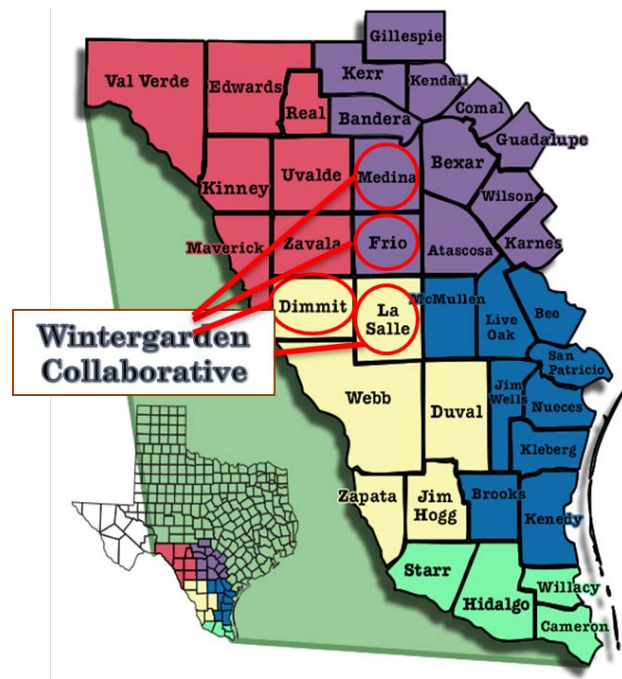 Gillespie
Val Verde
Edwards
Kerr
Kendall
Real
Bandera
Comal
Guadalupe
Bexar
Kinney
Uvalde
Medina
Wilson
Maverick
Zavala
Frio
Atascosa
Karnes
Dimmit
La
Salle
McMullen
Live
Oak
Bee
Wintergarden
Collaborative
San
Patricio
Webb
Duval
Jim
Wells
Nueces
Kleberg
Zapata
Jim
Hogg
Brooks
Kenedy
Starr
Hidalgo
Willacy
Cameron